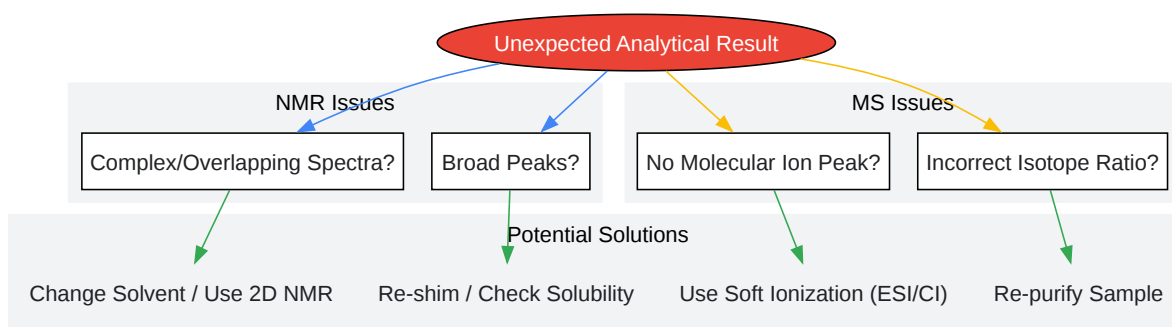 Unexpected Analytical Result
NMR Issues
MS Issues
Complex/Overlapping Spectra?
Broad Peaks?
No Molecular Ion Peak?
Incorrect Isotope Ratio?
Potential Solutions
Change Solvent / Use 2D NMR
Re-shim / Check Solubility
Use Soft Ionization (ESI/CI)
Re-purify Sample